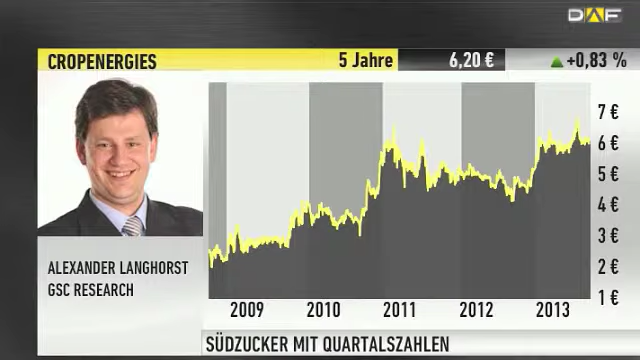 DAF
CROPENERGIES 5 Jahre 6,20 € +0,83 %
7 €
6 €
5 €
4 €
3 €
2 €
1 €
2009 2010 2011 2012 2013
ALEXANDER LANGHORST
GSC RESEARCH
SÜDZUCKER MIT QUARTALSZAHLEN